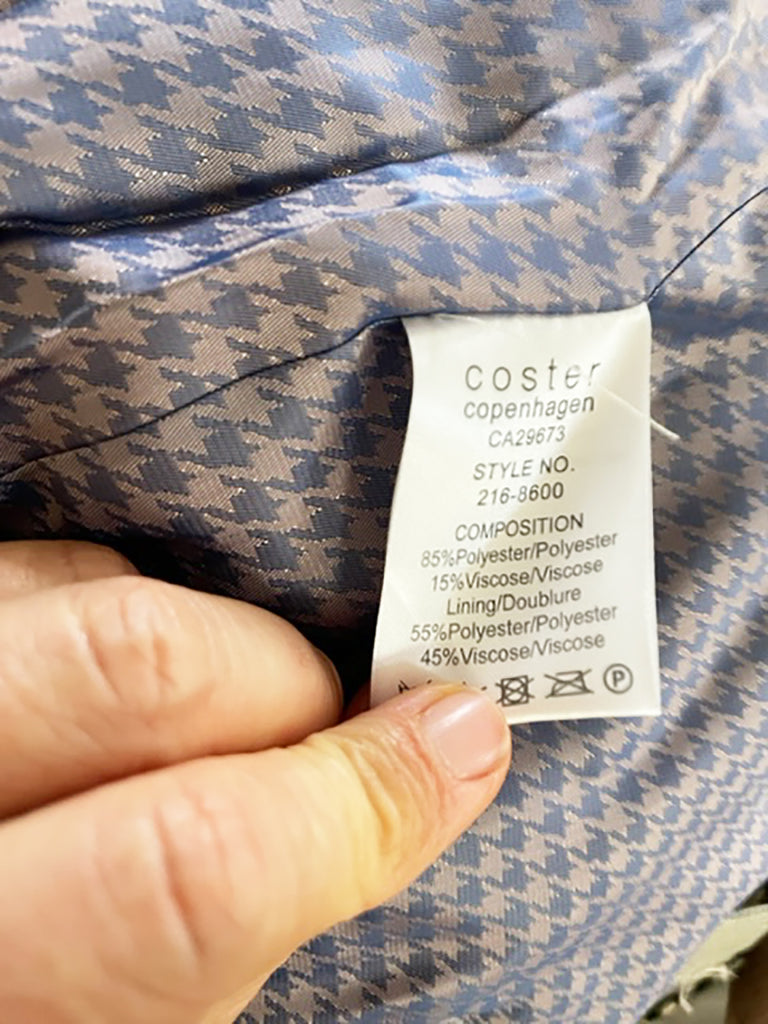 coster
copenhagen
CA29673
STYLE NO.
216-8600
COMPOSITION
85%Polyester/Polyester
15%Viscose/Viscose
Lining/Doublure
55%Polyester/Polyester
45%Viscose/Viscose
P